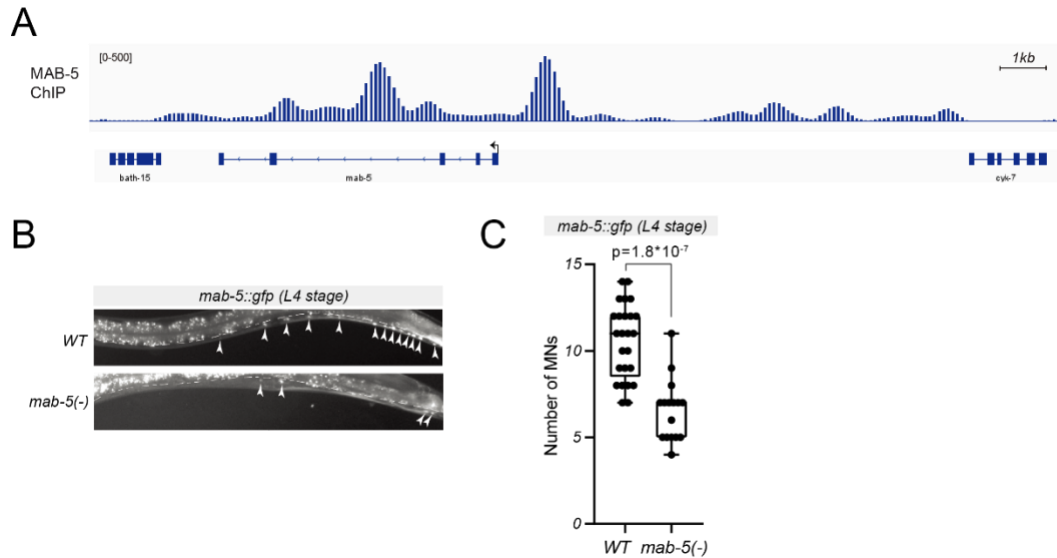 A
[0-500]
1kb
MAB-5
ChIP
bath-15
mab-5
cyk-7
B
mab-5::gfp (L4 stage)
WT
mab-5(-)
C
mab-5::gfp (L4 stage)
p=1.8*10-7
Number of MNs
15
10
5
0
WT
mab-5(-)